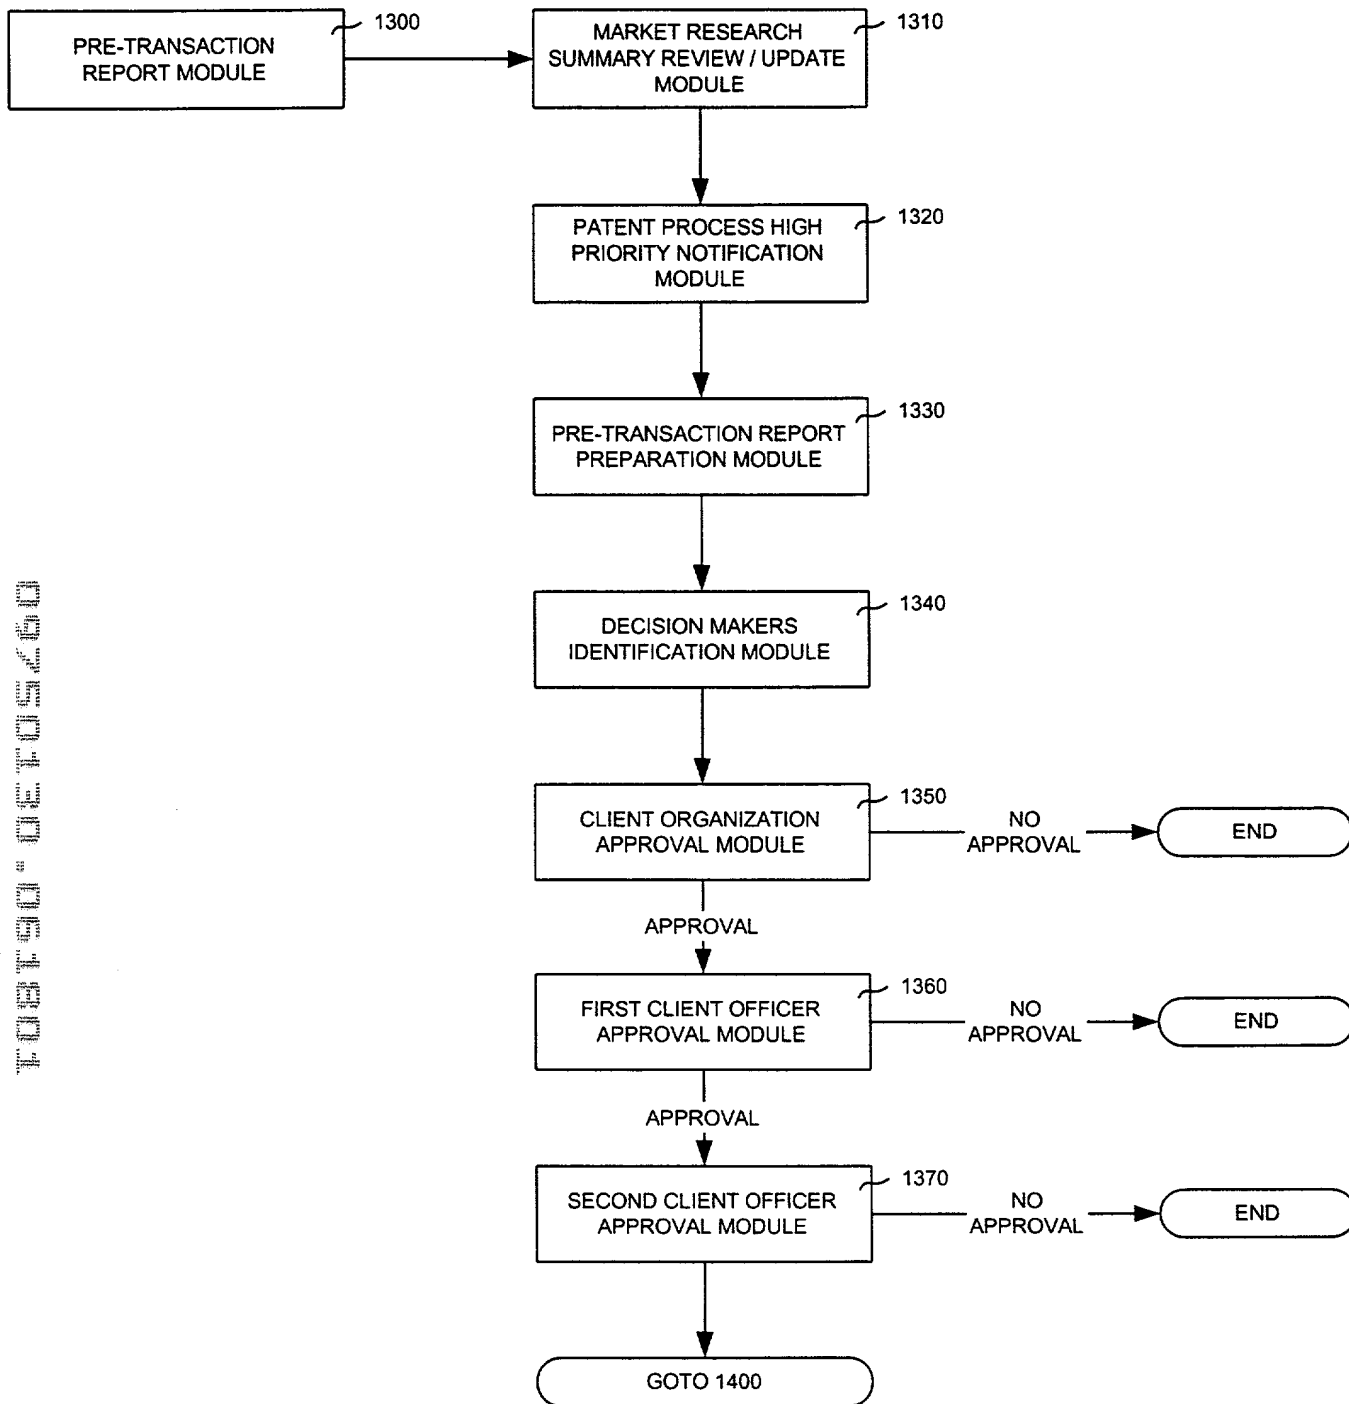 PRE-TRANSACTION
REPORT MODULE
1300
MARKET RESEARCH
SUMMARY REVIEW / UPDATE
MODULE
1310
PATENT PROCESS HIGH
PRIORITY NOTIFICATION
MODULE
1320
PRE-TRANSACTION REPORT
PREPARATION MODULE
1330
DECISION MAKERS
IDENTIFICATION MODULE
1340
CLIENT ORGANIZATION
APPROVAL MODULE
1350
NO
APPROVAL
END
APPROVAL
FIRST CLIENT OFFICER
APPROVAL MODULE
1360
NO
APPROVAL
END
APPROVAL
SECOND CLIENT OFFICER
APPROVAL MODULE
1370
NO
APPROVAL
END
GOTO 1400